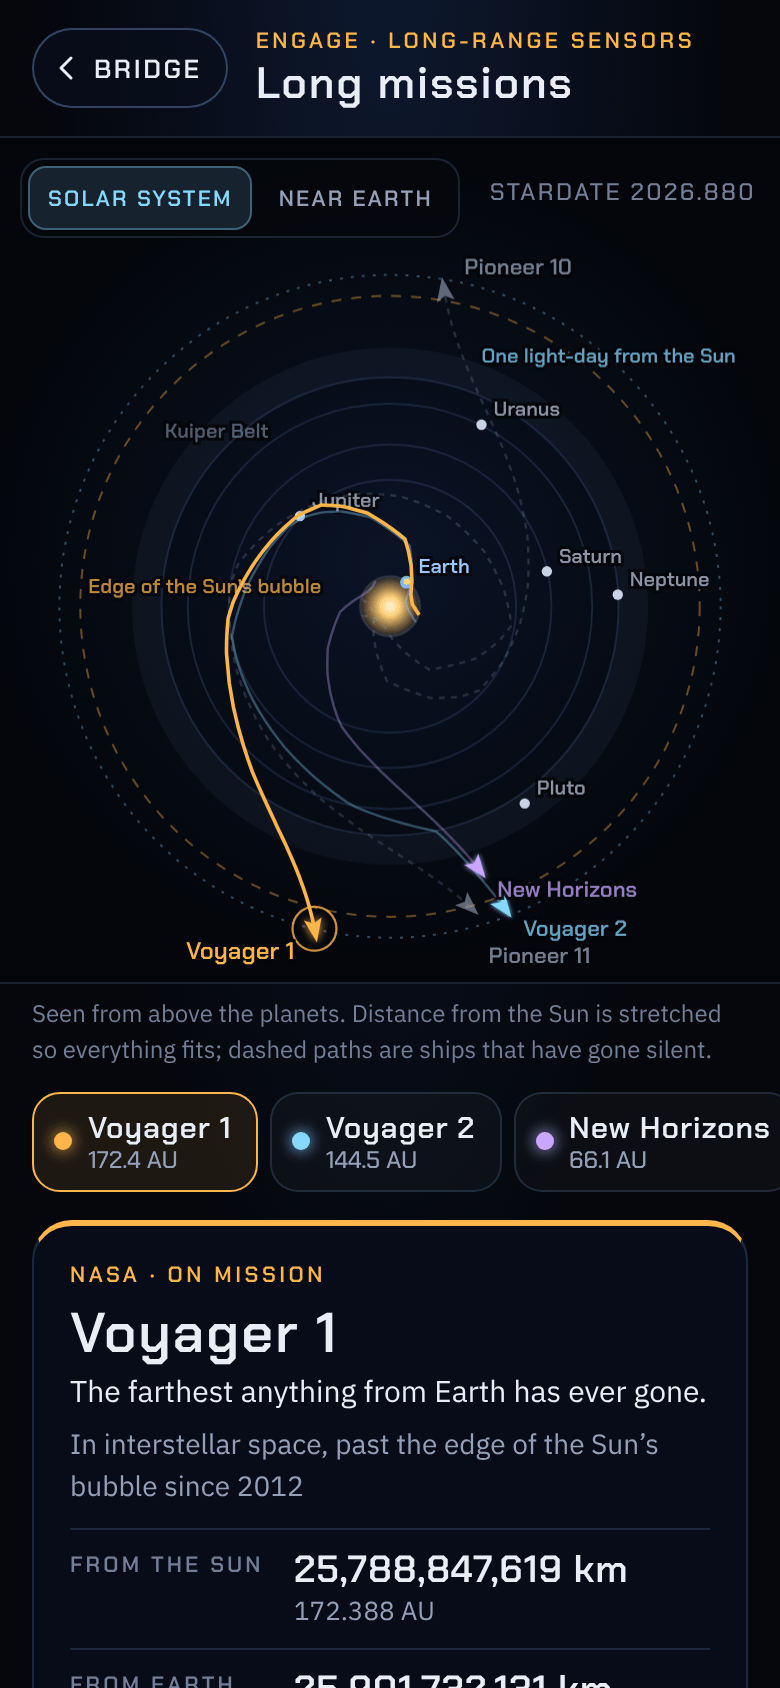 BRIDGE
ENGAGE · LONG-RANGE SENSORS
Long missions
SOLAR SYSTEM
NEAR EARTH
STARDATE 2026.880
Pioneer 10
One light-day from the Sun
Uranus
Kuiper Belt
Jupiter
Saturn
Earth
Neptune
Edge of the Sun's bubble
Pluto
New Horizons
Voyager 2
Voyager 1
Pioneer 11
Seen from above the planets. Distance from the Sun is stretched
so everything fits; dashed paths are ships that have gone silent.
Voyager 1
172.4 AU
Voyager 2
144.5 AU
New Horizons
66.1 AU
NASA · ON MISSION
Voyager 1
The farthest anything from Earth has ever gone.
In interstellar space, past the edge of the Sun’s
bubble since 2012
FROM THE SUN
25,788,847,619 km
172.388 AU
FROM EARTH